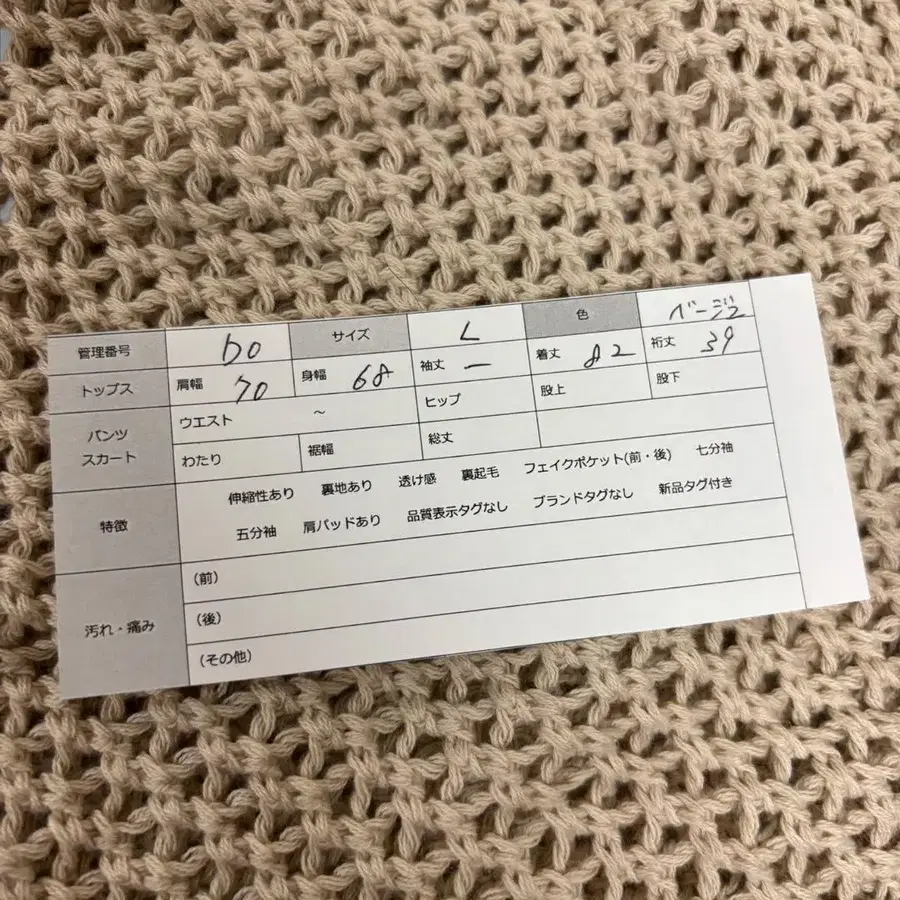 管理番号 60 サイズ L 色 ベージュ
トップス 肩幅 70 身幅 68 袖丈 ー 着丈 82 裄丈 39
パンツ スカート ウエスト ～ ヒップ 股上 股下
わたり 裾幅 総丈
特徴 伸縮性あり 裏地あり 透け感 裏起毛 フェイクポケット(前・後) 七分袖
五分袖 肩パッドあり 品質表示タグなし ブランドタグなし 新品タグ付き
汚れ・痛み (前)
(後)
(その他)